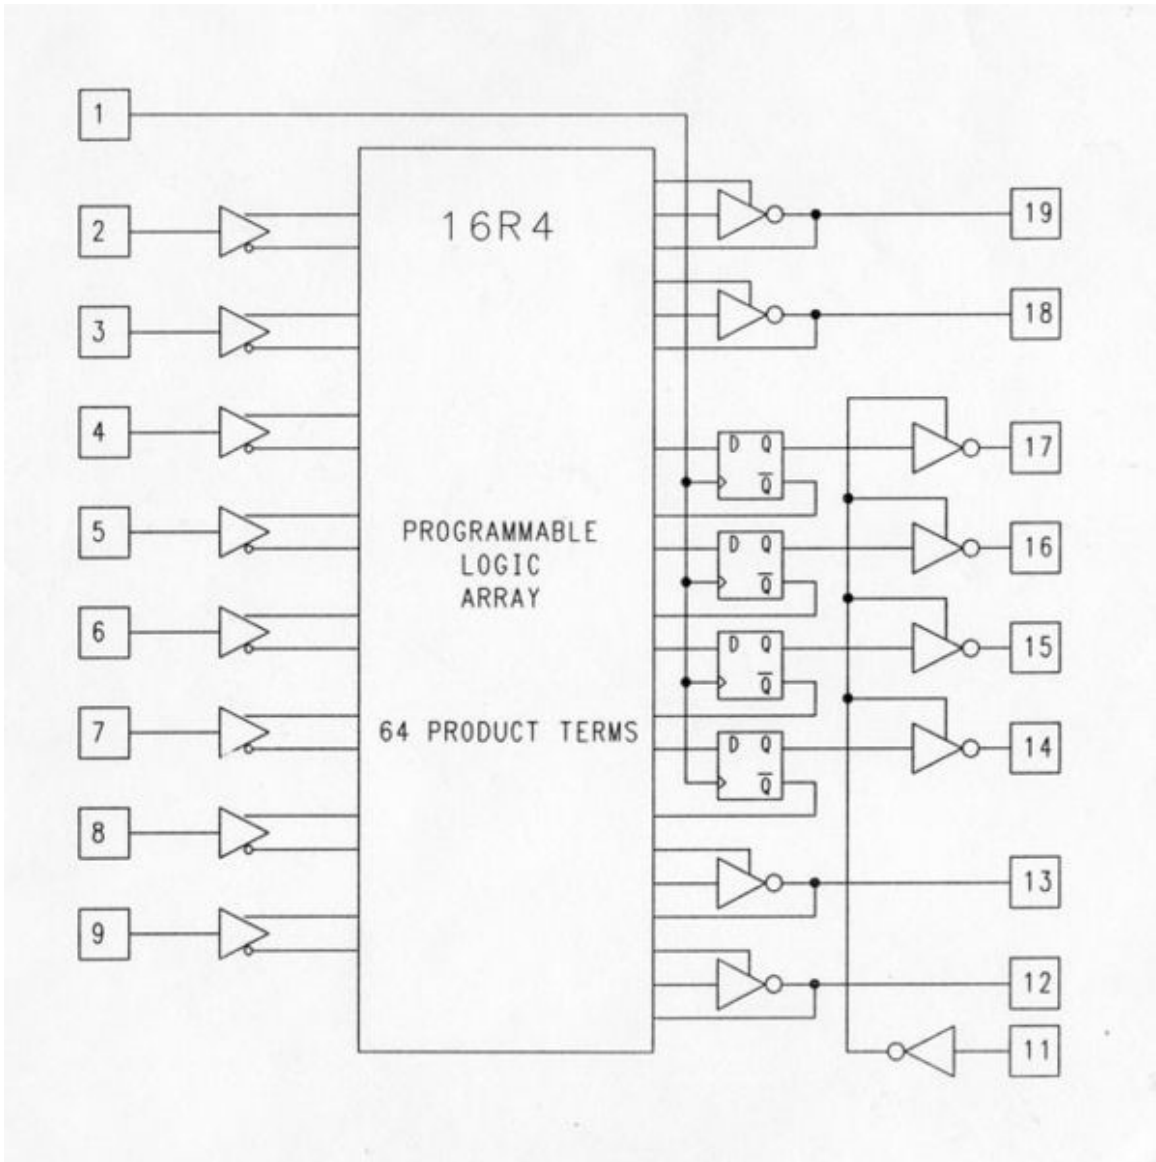 1
2
3
4
5
6
7
8
9
16R4
PROGRAMMABLE
LOGIC
ARRAY
64 PRODUCT TERMS
D Q
Q̅
D Q
Q̅
D Q
Q̅
D Q
Q̅
19
18
17
16
15
14
13
12
11